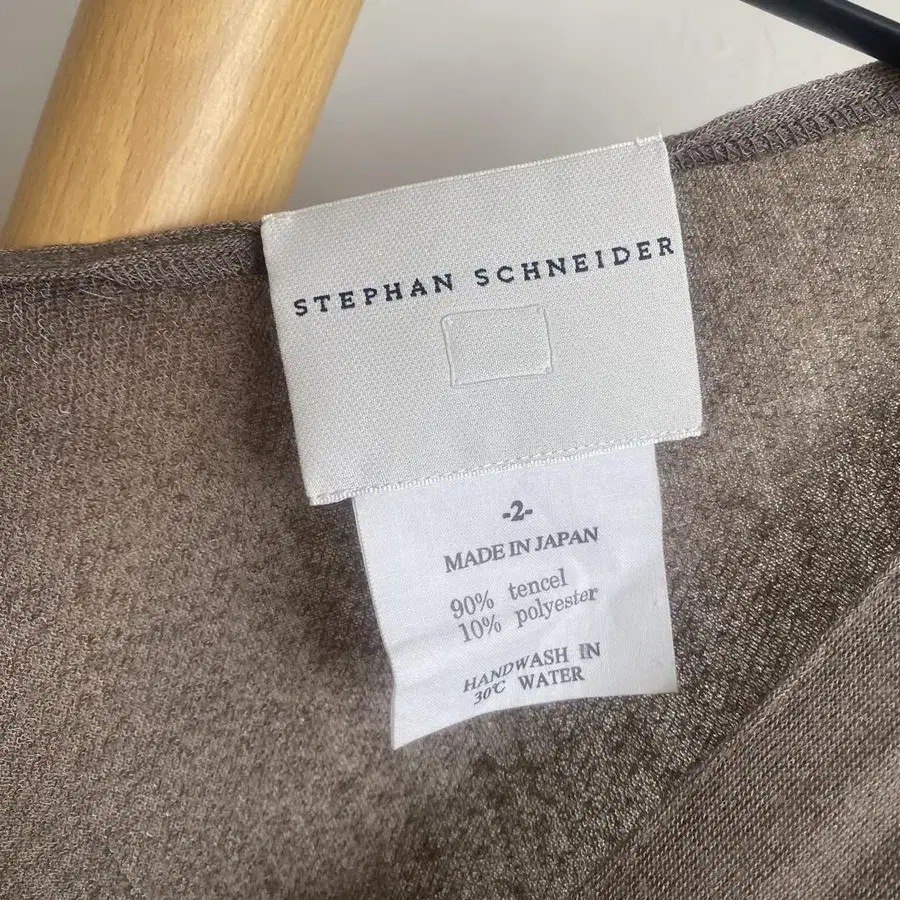 STEPHAN SCHNEIDER
-2-
MADE IN JAPAN
90% tencel
10% polyester
HANDWASH IN
30℃ WATER